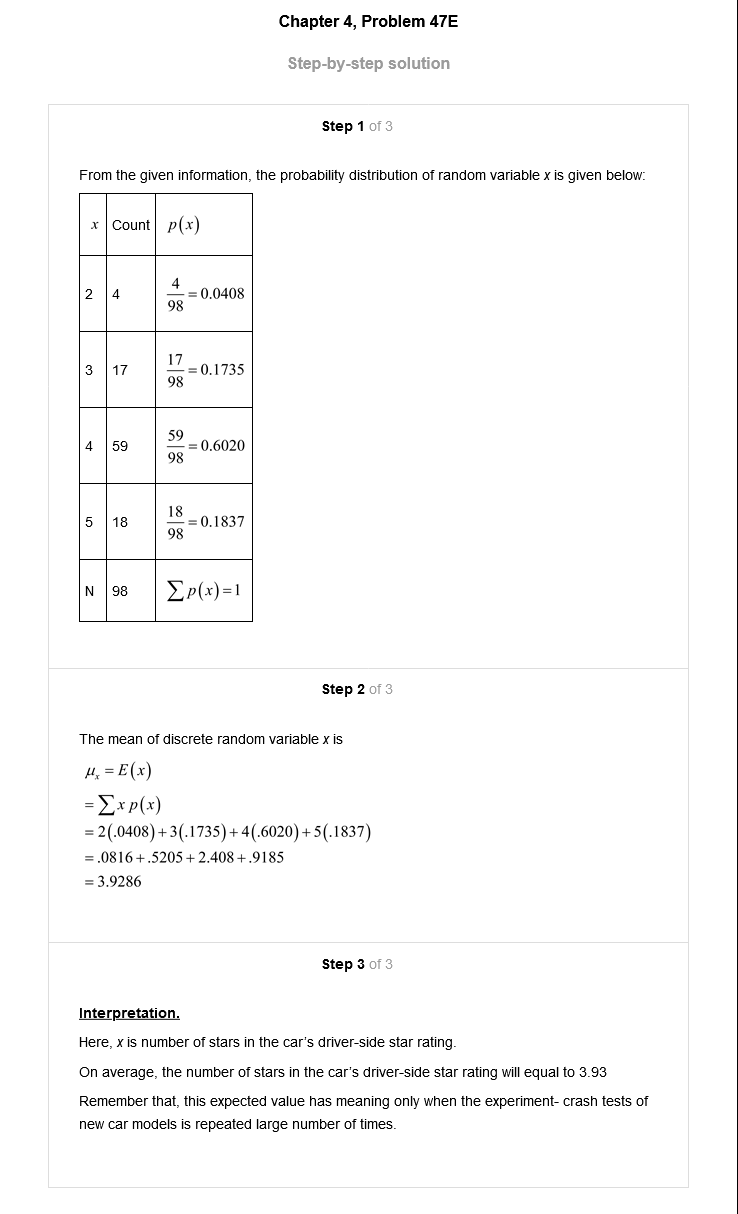 Chapter 4, Problem 47E
Step-by-step solution
Step 1 of 3
From the given information, the probability distribution of random variable x is given below:
x Count p(x)
2 4 4/98 = 0.0408
3 17 17/98 = 0.1735
4 59 59/98 = 0.6020
5 18 18/98 = 0.1837
N 98 ∑p(x) = 1
Step 2 of 3
The mean of discrete random variable x is
μₓ = E(x)
= ∑x p(x)
= 2(.0408) + 3(.1735) + 4(.6020) + 5(.1837)
= .0816 + .5205 + 2.408 + .9185
= 3.9286
Step 3 of 3
Interpretation.
Here, x is number of stars in the car's driver-side star rating.
On average, the number of stars in the car's driver-side star rating will equal to 3.93
Remember that, this expected value has meaning only when the experiment- crash tests of
new car models is repeated large number of times.